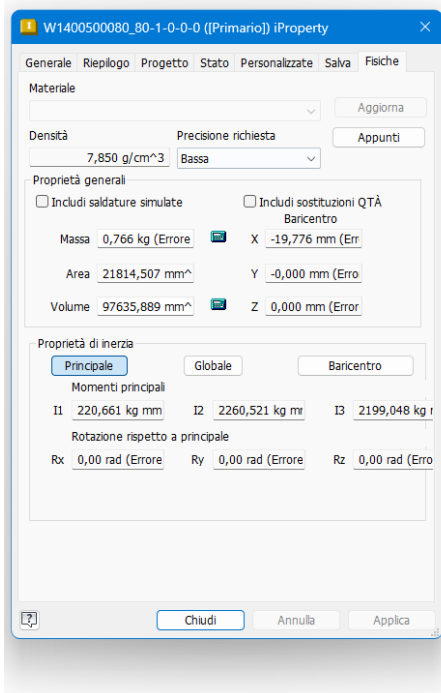 W1400500080_80-1-0-0-0 ([Primario]) iProperty
Generale Riepilogo Progetto Stato Personalizzate Salva Fisiche
Materiale
Aggiorna
Densità Precisione richiesta Appunti
7,850 g/cm^3 Bassa
Proprietà generali
Includi saldature simulate Includi sostituzioni QTÀ
Baricentro
Massa 0,766 kg (Errore X -19,776 mm (Err
Area 21814,507 mm^ Y -0,000 mm (Erro
Volume 97635,889 mm^ Z 0,000 mm (Error
Proprietà di inerzia
Principale Globale Baricentro
Momenti principali
I1 220,661 kg mm I2 2260,521 kg mr I3 2199,048 kg r
Rotazione rispetto a principale
Rx 0,00 rad (Errore Ry 0,00 rad (Errore Rz 0,00 rad (Erro
? Chiudi Annulla Applica